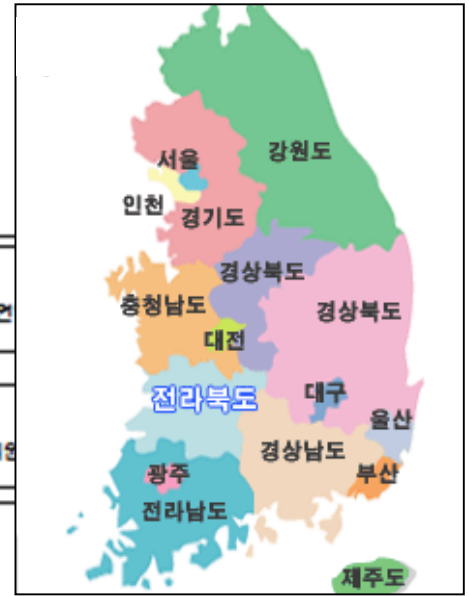 강원도
서울
인천
경기도
경상북도
충청남도
경상북도
대전
대구
전라북도
울산
경상남도
광주
부산
전라남도
제주도